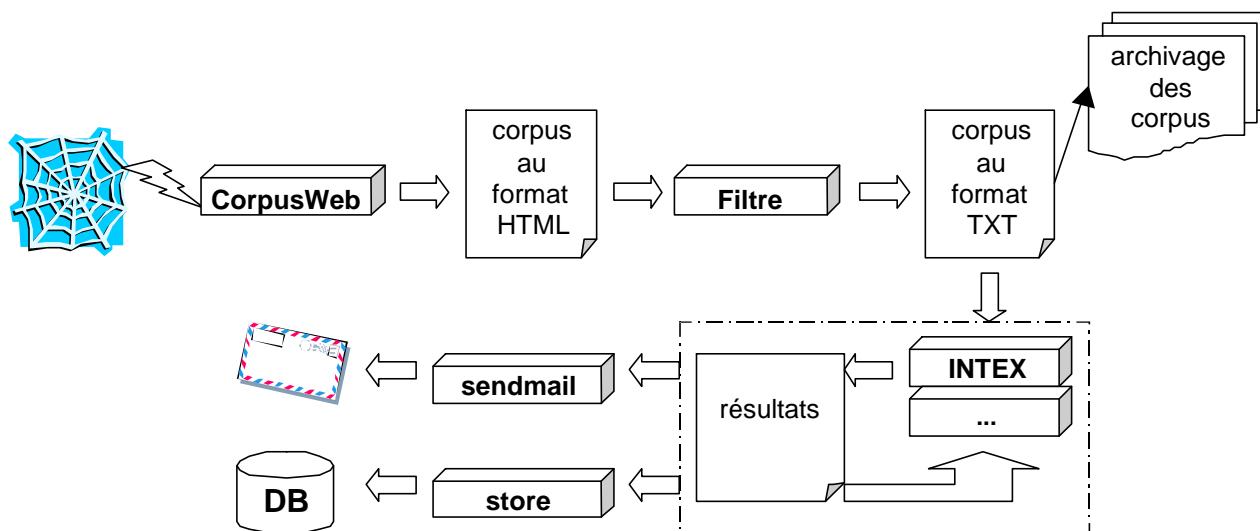 archivage
des
corpus
corpus
au
format
HTML
corpus
au
format
TXT
CorpusWeb
Filtre
INTEX
...
résultats
sendmail
store
DB